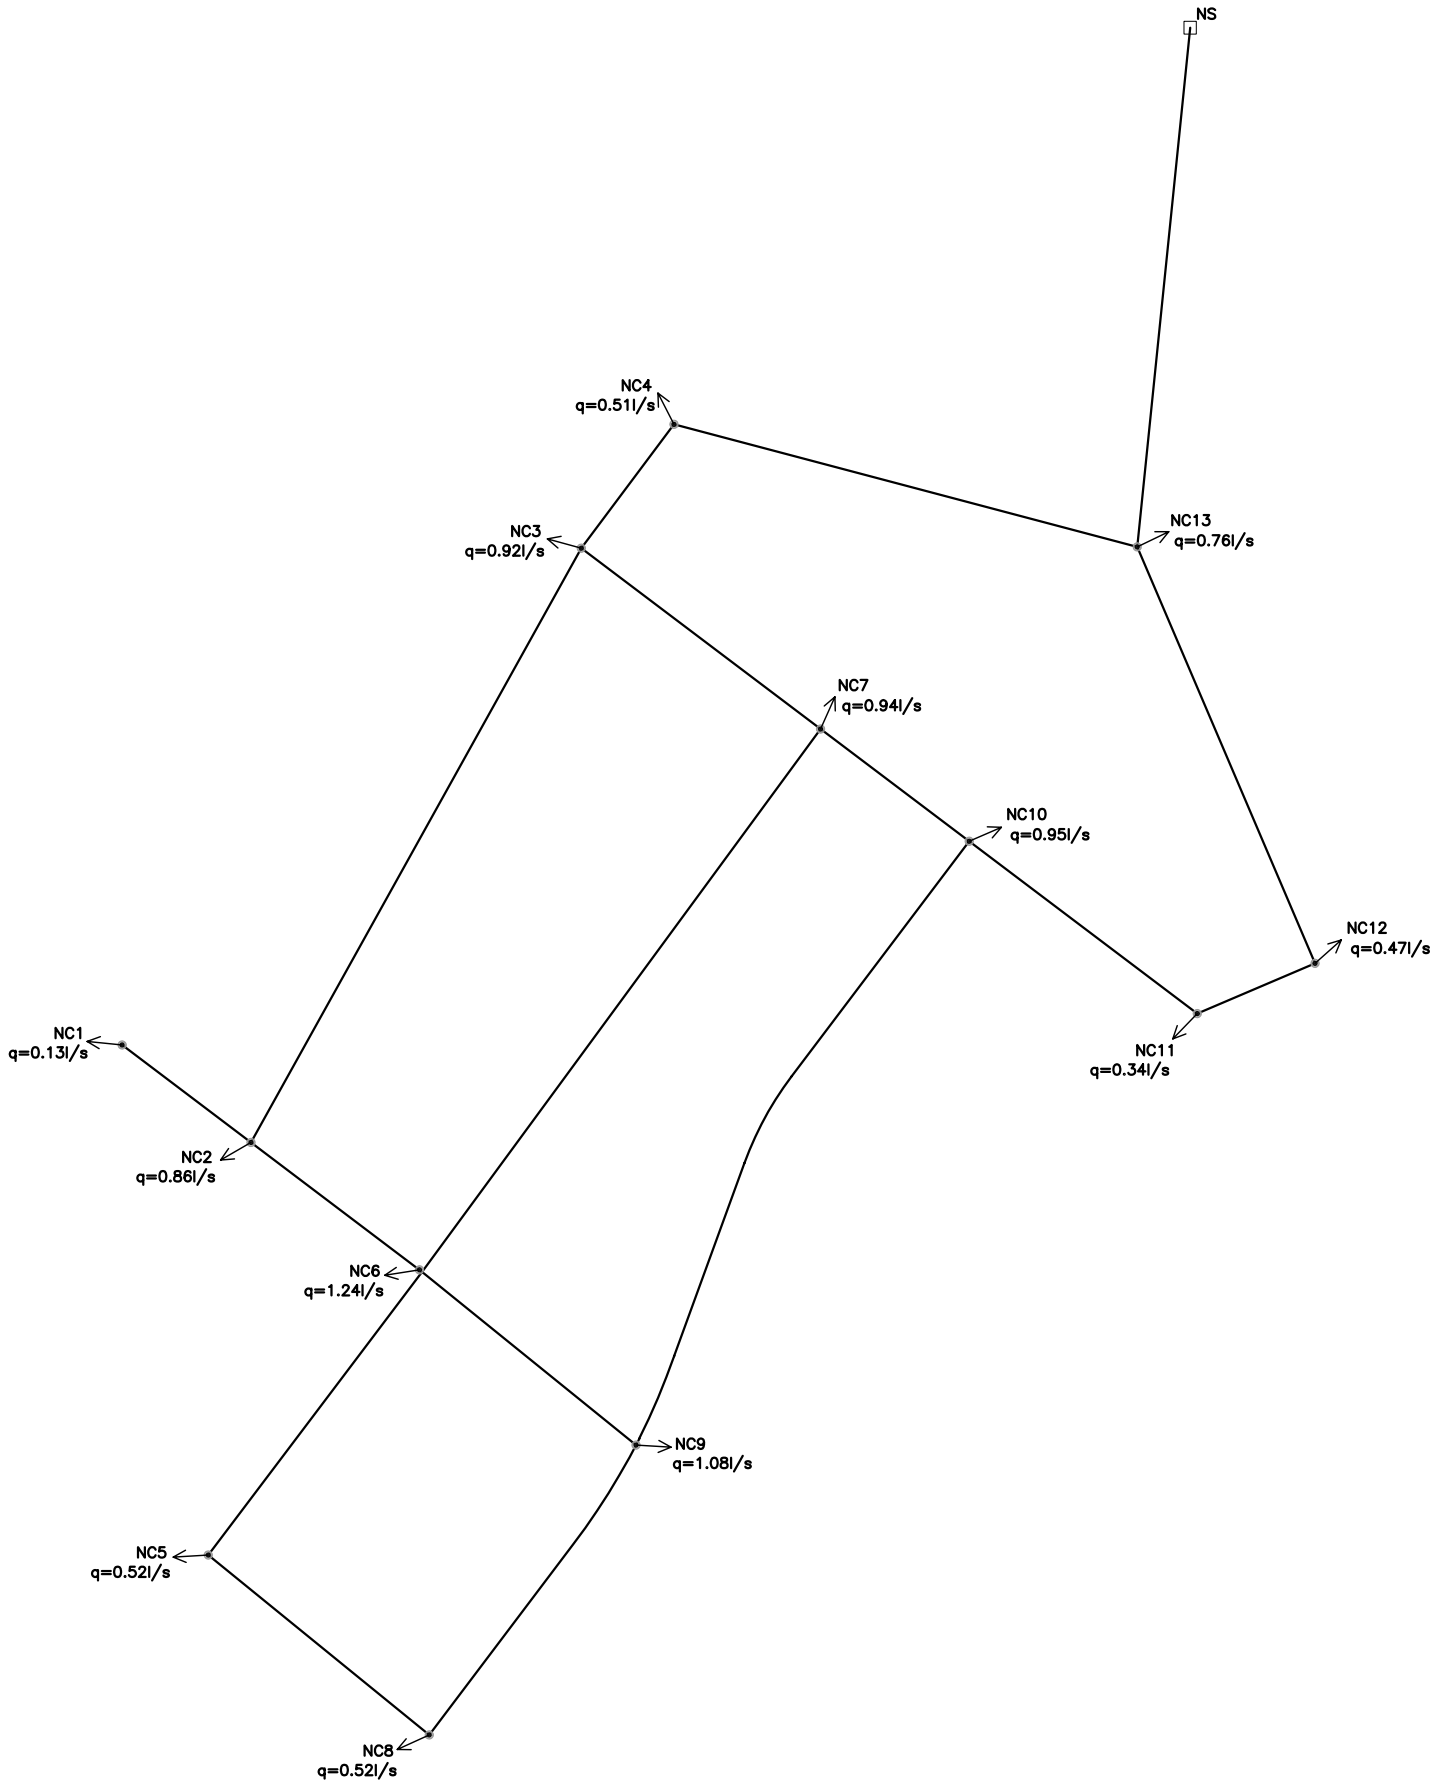 NS
NC4
q=0.51l/s
NC13
q=0.76l/s
NC3
q=0.92l/s
NC7
q=0.94l/s
NC10
q=0.95l/s
NC12
q=0.47l/s
NC1
q=0.13l/s
NC11
q=0.34l/s
NC2
q=0.86l/s
NC6
q=1.24l/s
NC9
q=1.08l/s
NC5
q=0.52l/s
NC8
q=0.52l/s